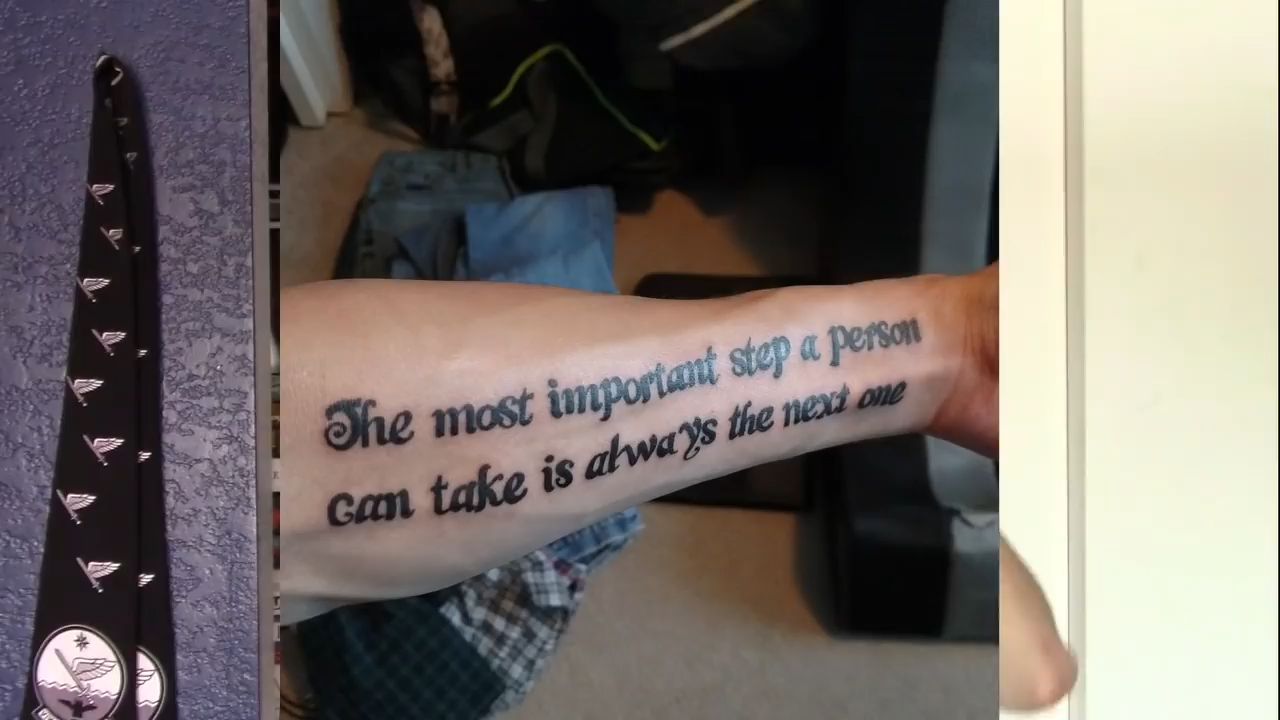 The most important step a person
can take is always the next one